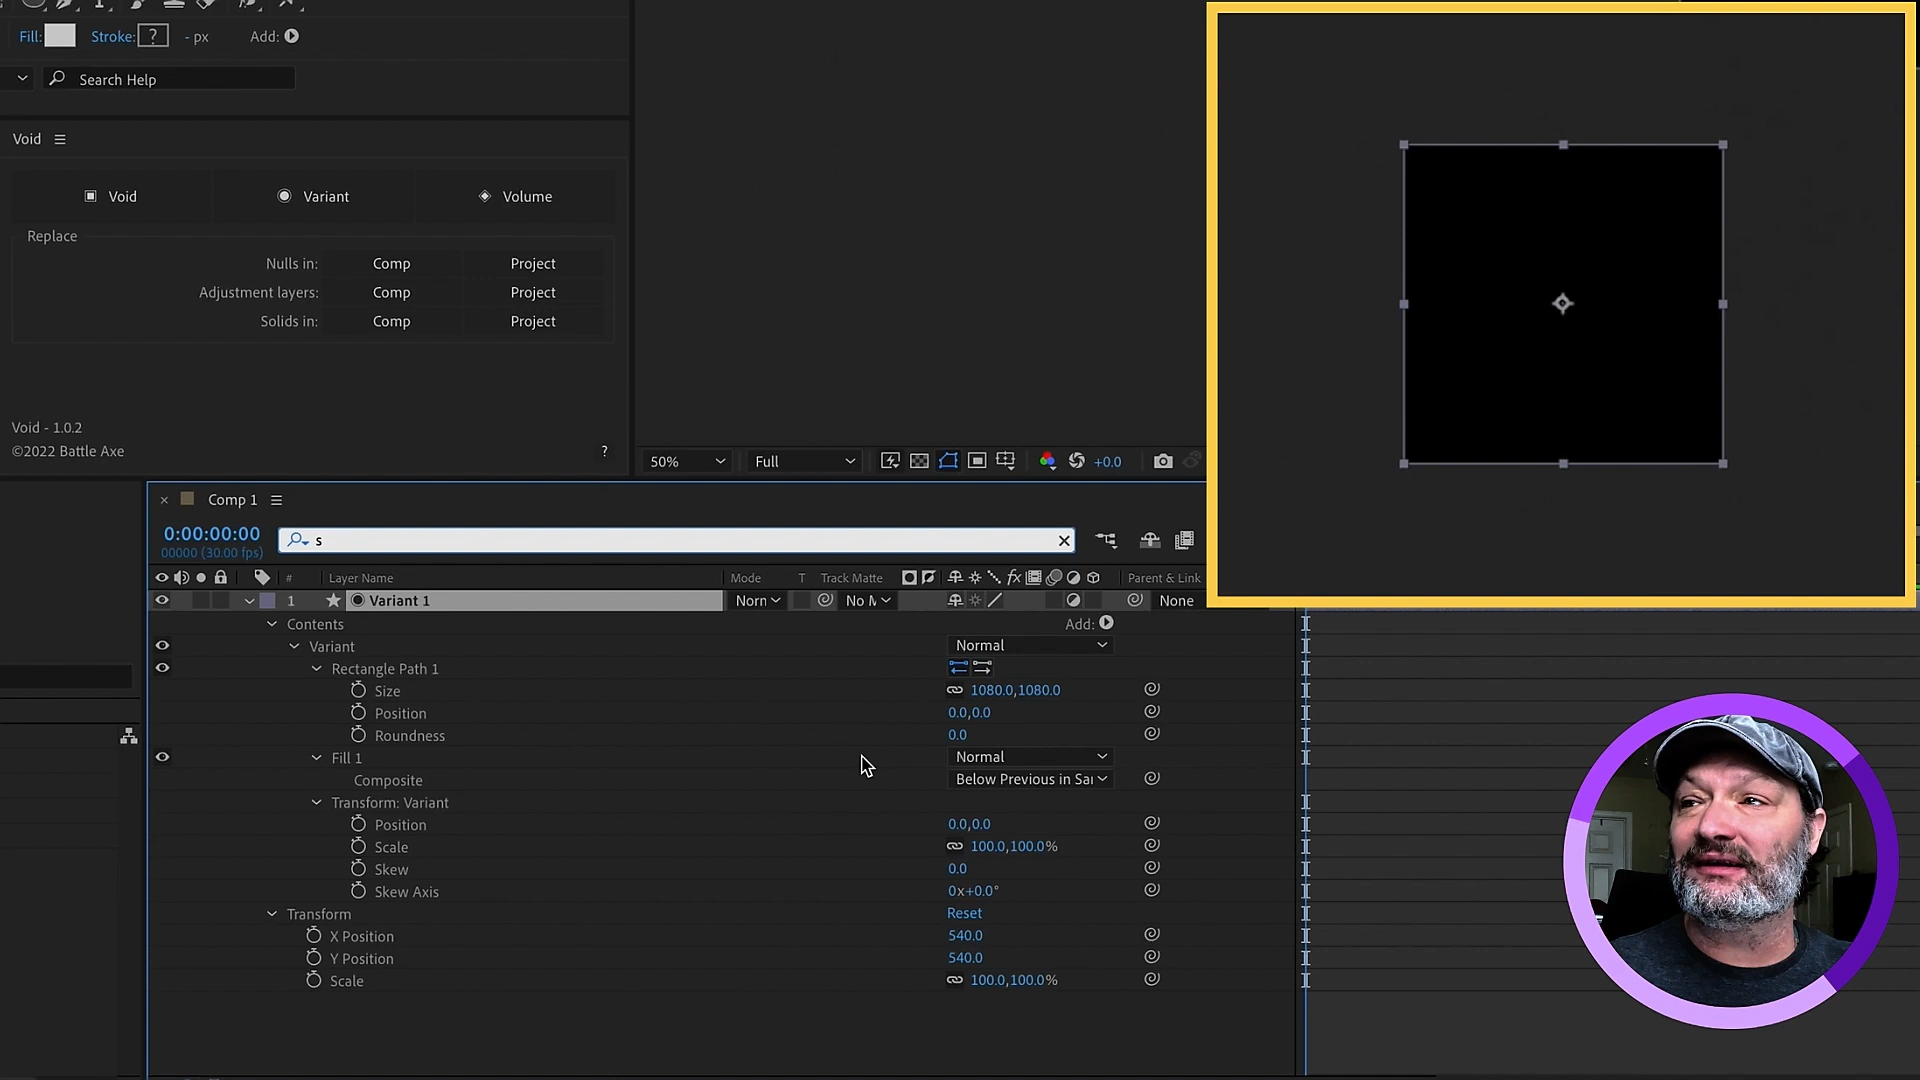 Fill: Stroke: ? - px Add:
Search Help
Void
Void Variant Volume
Replace
Nulls in: Comp Project
Adjustment layers: Comp Project
Solids in: Comp Project
Void - 1.0.2
©2022 Battle Axe ?
50% Full +0.0
Comp 1
0:00:00:00
s
00000 (30.00 fps)
# Layer Name Mode T Track Matte fx Parent & Link
1 Variant 1 Norn No M None
Contents Add:
Variant Normal
Rectangle Path 1
Size 1080.0,1080.0
Position 0.0,0.0
Roundness 0.0
Fill 1 Normal
Composite Below Previous in Sar
Transform: Variant
Position 0.0,0.0
Scale 100.0,100.0%
Skew 0.0
Skew Axis 0x+0.0°
Transform Reset
X Position 540.0
Y Position 540.0
Scale 100.0,100.0%